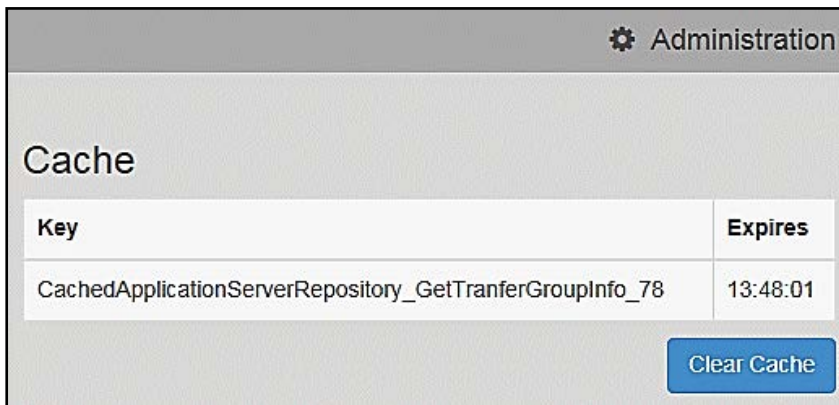 Administration
Cache
Key Expires
CachedApplicationServerRepository_GetTranferGroupInfo_78 13:48:01
Clear Cache